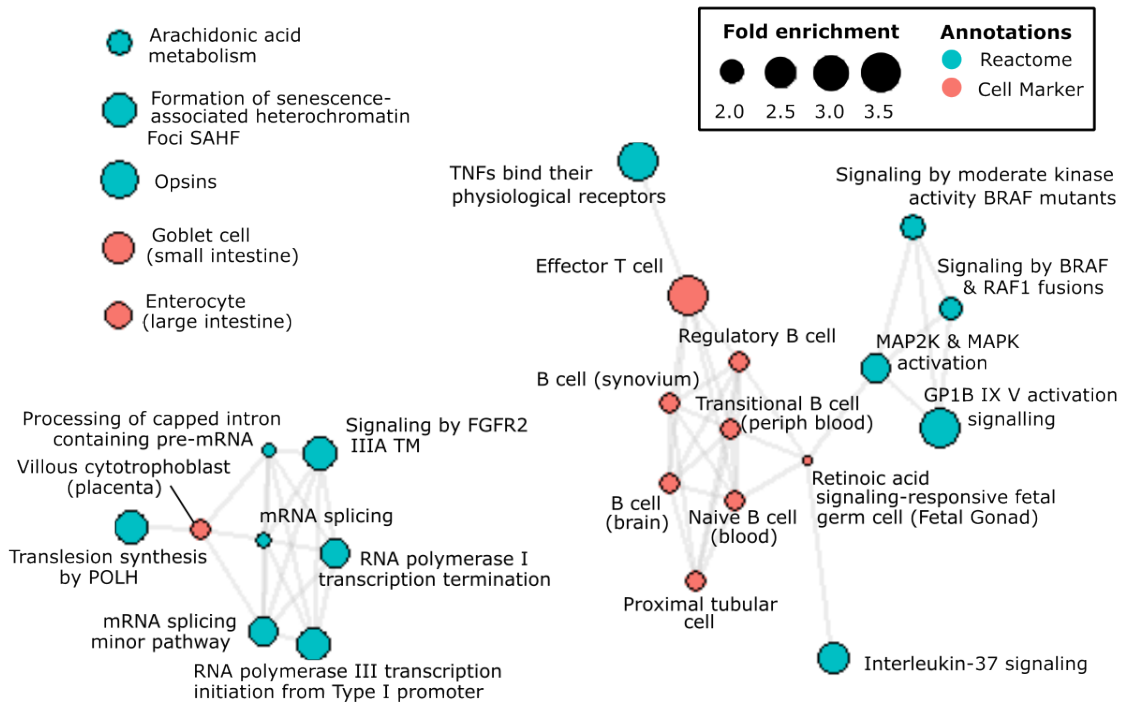 Arachidonic acid
metabolism
Formation of senescence-
associated heterochromatin
Foci SAHF
Opsins
Goblet cell
(small intestine)
Enterocyte
(large intestine)
Fold enrichment
2.0 2.5 3.0 3.5
Annotations
Reactome
Cell Marker
TNFs bind their
physiological receptors
Effector T cell
Regulatory B cell
B cell (synovium)
Transitional B cell
(periph blood)
B cell
(brain)
Naive B cell
(blood)
Proximal tubular
cell
Signaling by moderate kinase
activity BRAF mutants
Signaling by BRAF
& RAF1 fusions
MAP2K & MAPK
activation
GP1B IX V activation
signalling
Retinoic acid
signaling-responsive fetal
germ cell (Fetal Gonad)
Interleukin-37 signaling
Processing of capped intron
containing pre-mRNA
Signaling by FGFR2
IIIA TM
Villous cytotrophoblast
(placenta)
mRNA splicing
Translesion synthesis
by POLH
RNA polymerase I
transcription termination
mRNA splicing
minor pathway
RNA polymerase III transcription
initiation from Type I promoter